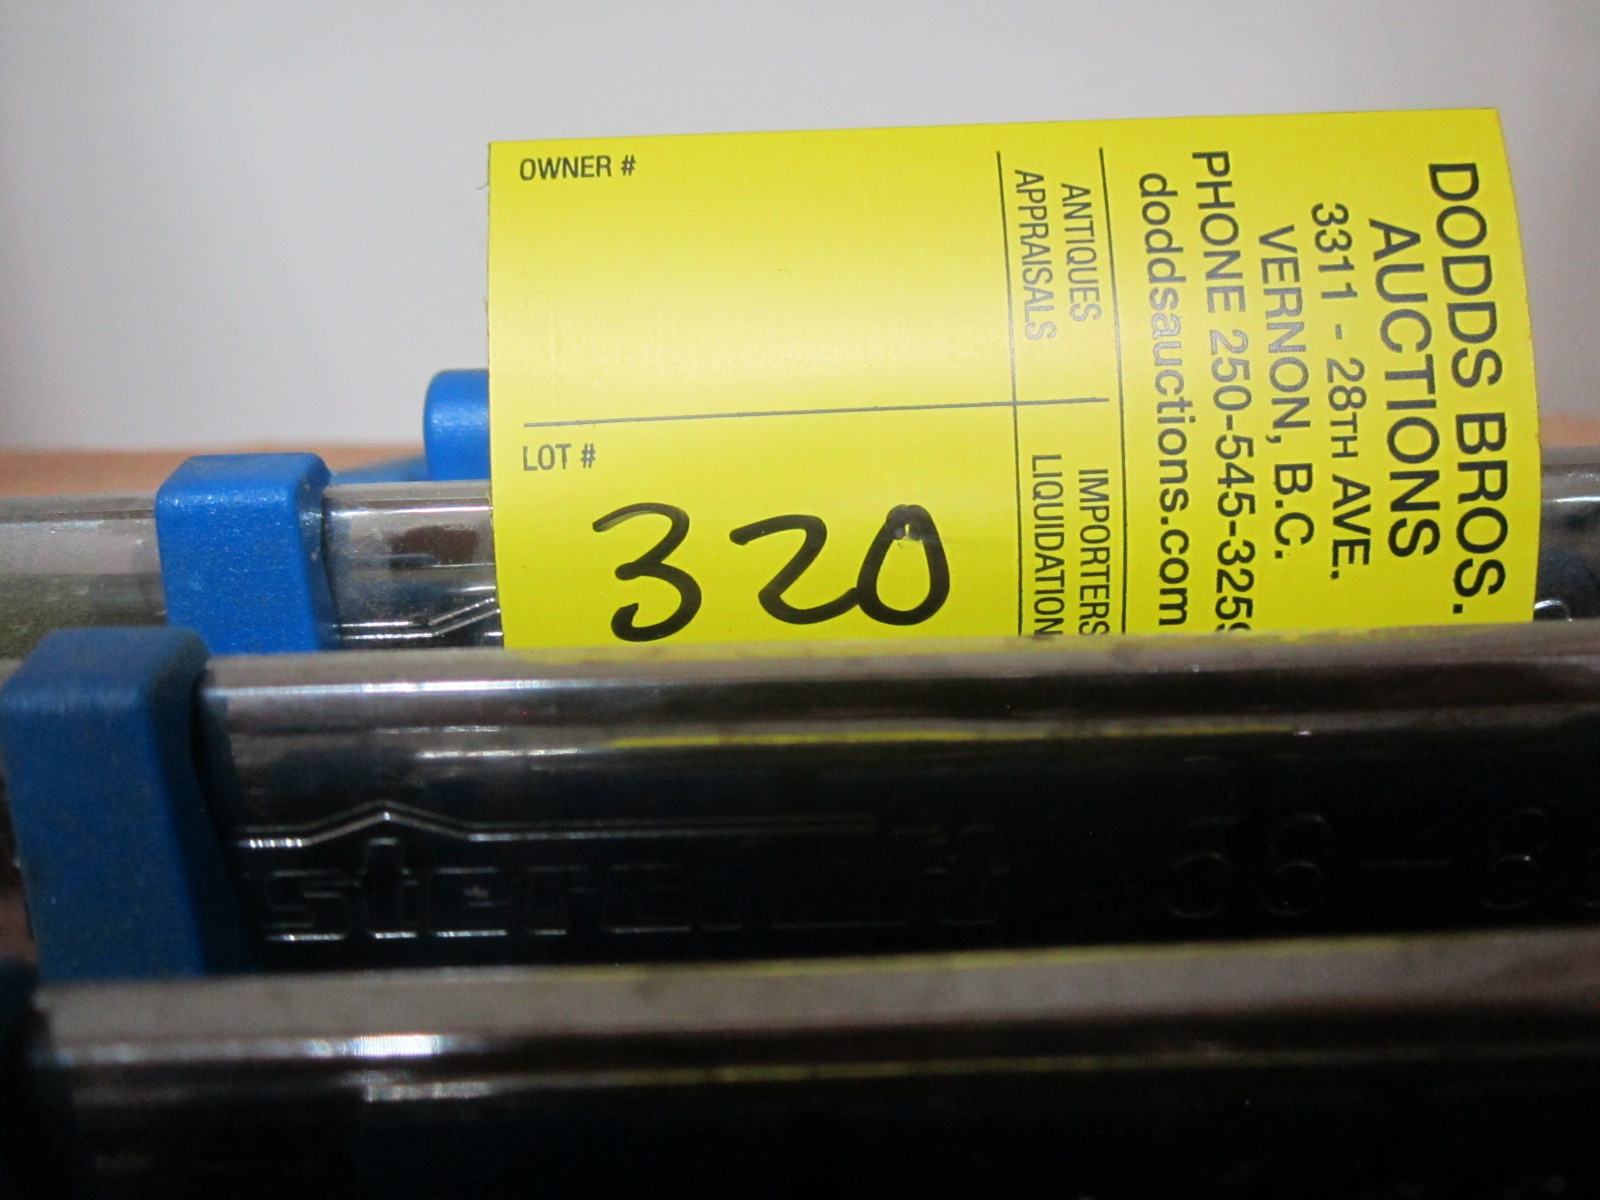 OWNER #
LOT #
320
ANTIQUES
APPRAISALS
IMPORTERS
LIQUIDATION
DODDS BROS.
AUCTIONS
3311 - 28TH AVE.
VERNON, B.C.
PHONE 250-545-325
doddsauctions.com